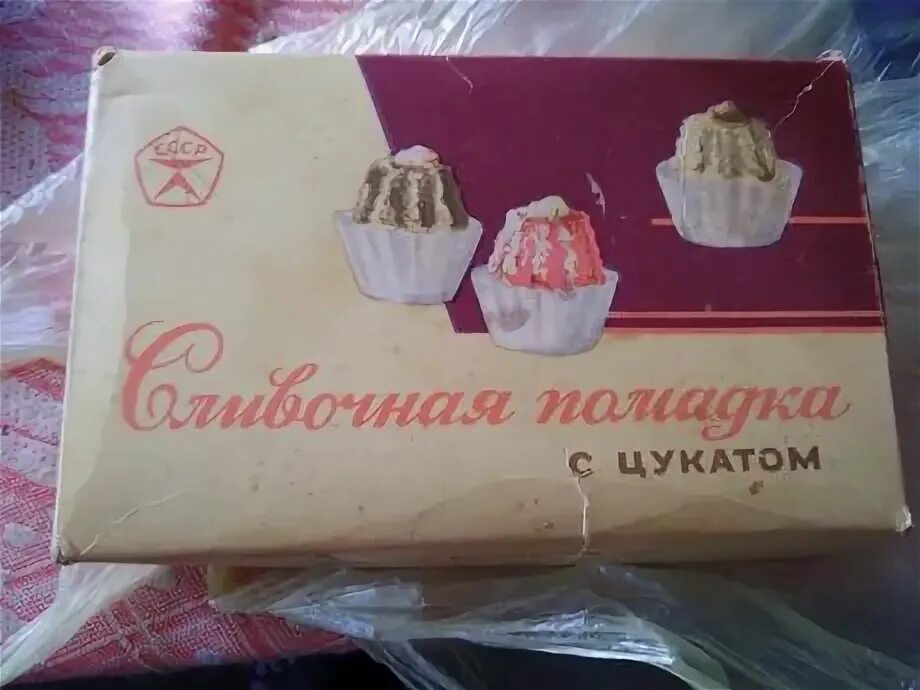 СССР
Сливочная помадка
с цукатом